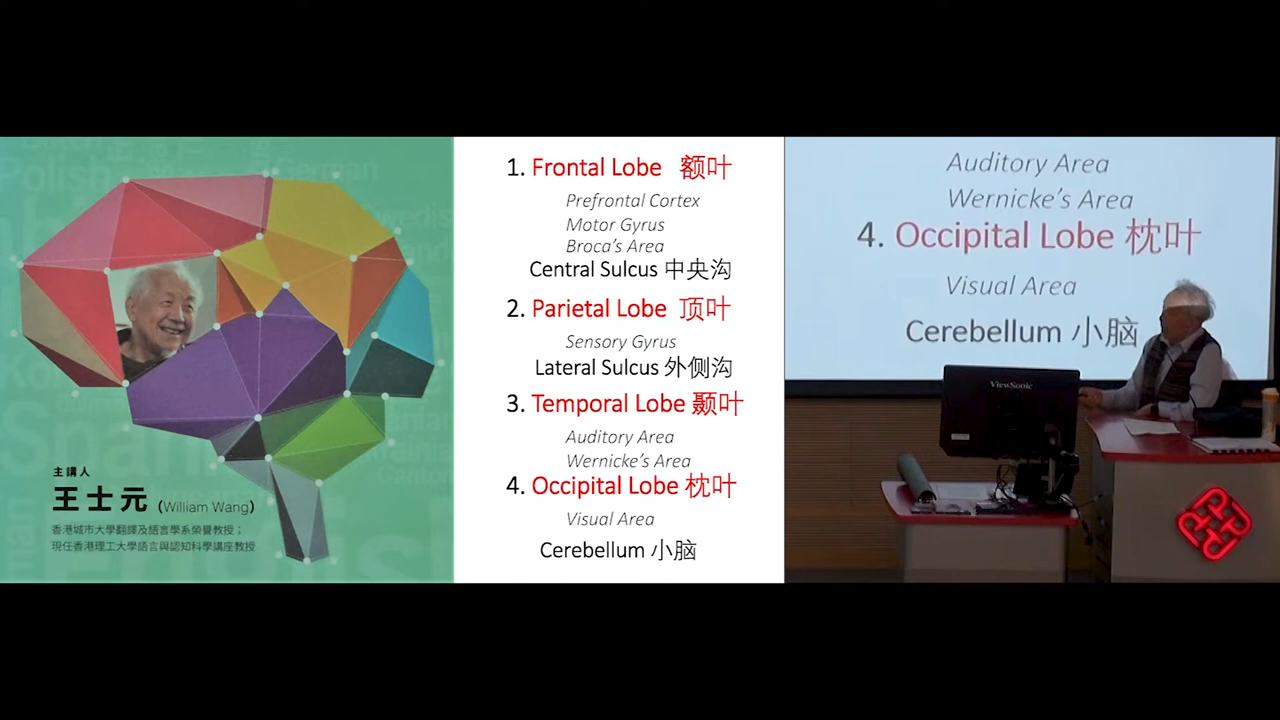 Polish
German
主講人
王士元 (William Wang)
香港城市大學翻譯及語言學系榮譽教授；
現任香港理工大學語言與認知科學講座教授
1. Frontal Lobe 额叶
Prefrontal Cortex
Motor Gyrus
Broca's Area
Central Sulcus 中央沟
2. Parietal Lobe 顶叶
Sensory Gyrus
Lateral Sulcus 外侧沟
3. Temporal Lobe 颞叶
Auditory Area
Wernicke's Area
4. Occipital Lobe 枕叶
Visual Area
Cerebellum 小脑
Auditory Area
Wernicke's Area
4. Occipital Lobe 枕叶
Visual Area
Cerebellum 小脑
ViewSonic